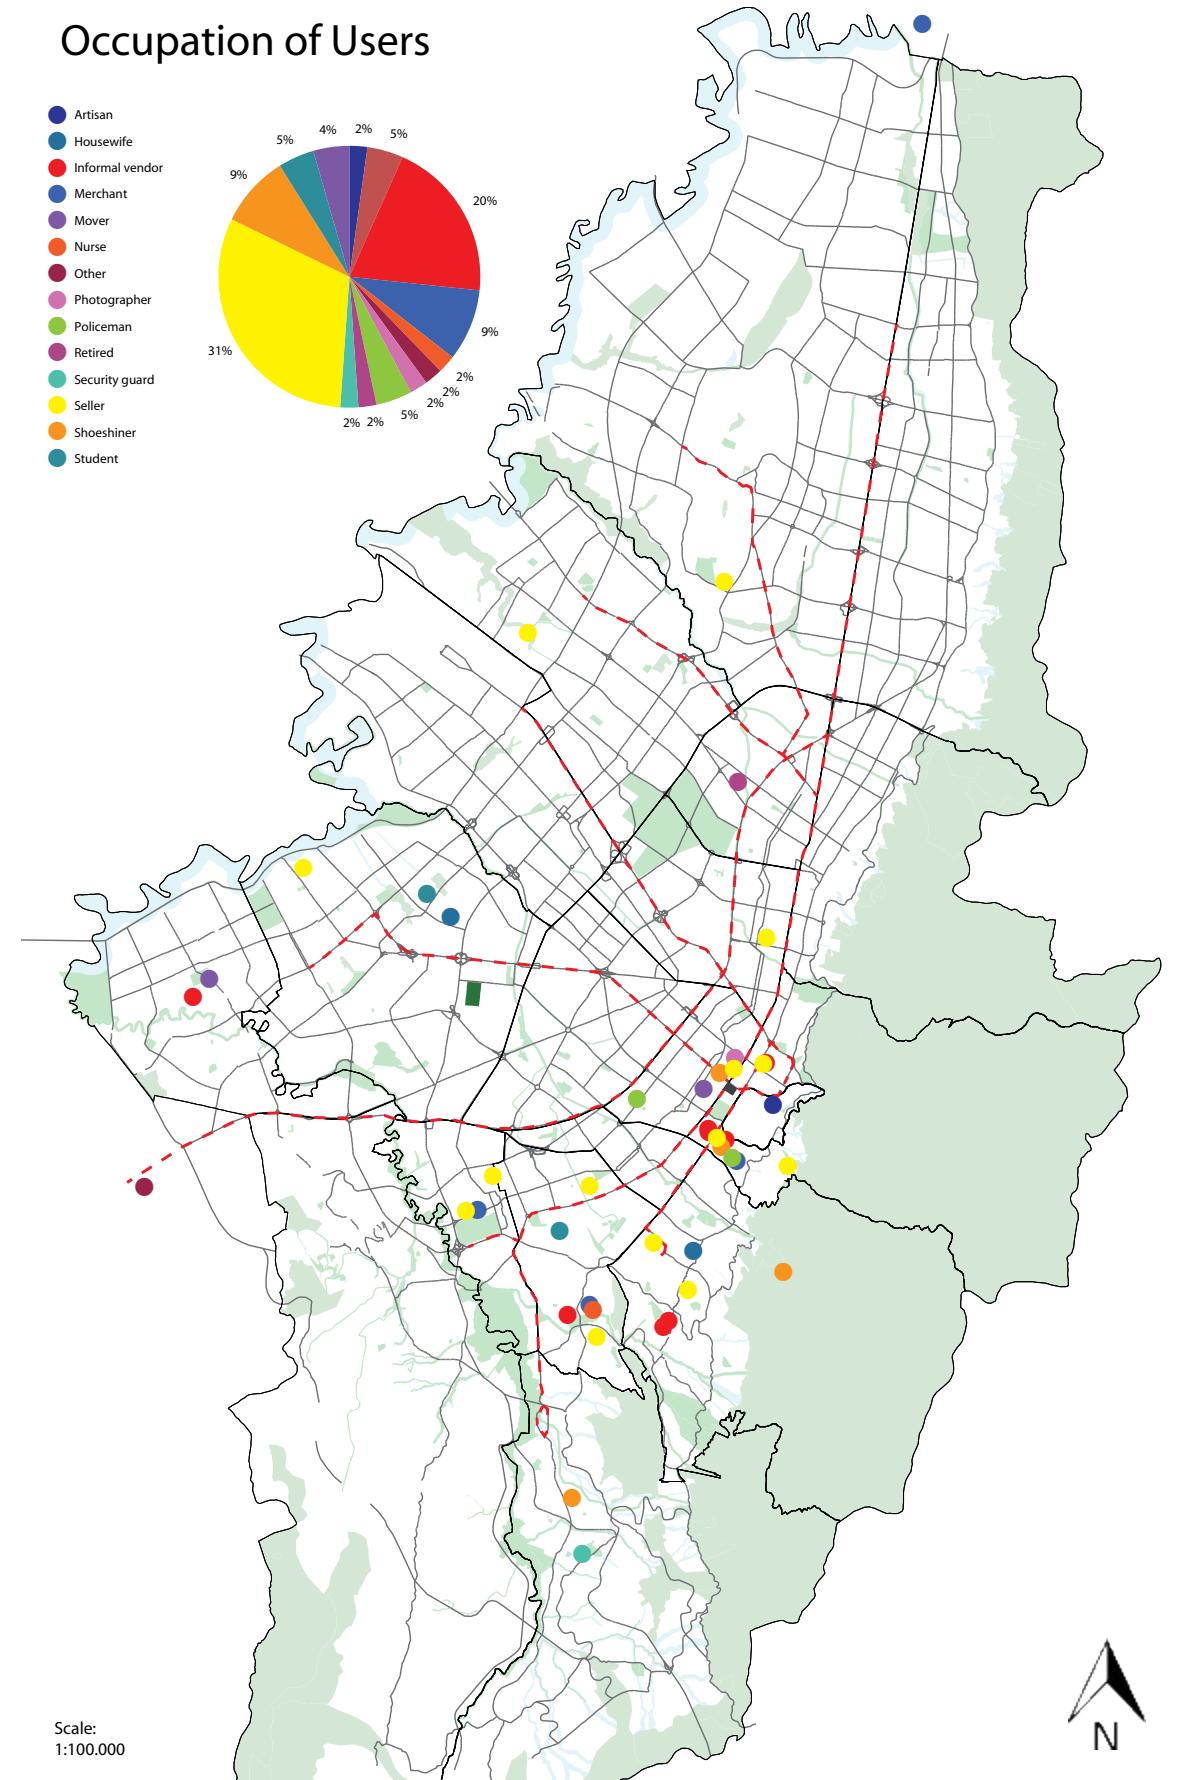 Occupation of Users
Artisan
Housewife
Informal vendor
Merchant
Mover
Nurse
Other
Photographer
Policeman
Retired
Security guard
Seller
Shoeshiner
Student
4%
2%
5%
5%
9%
20%
31%
9%
2%
2%
2%
5%
2%
2%
Scale:
1:100.000
N